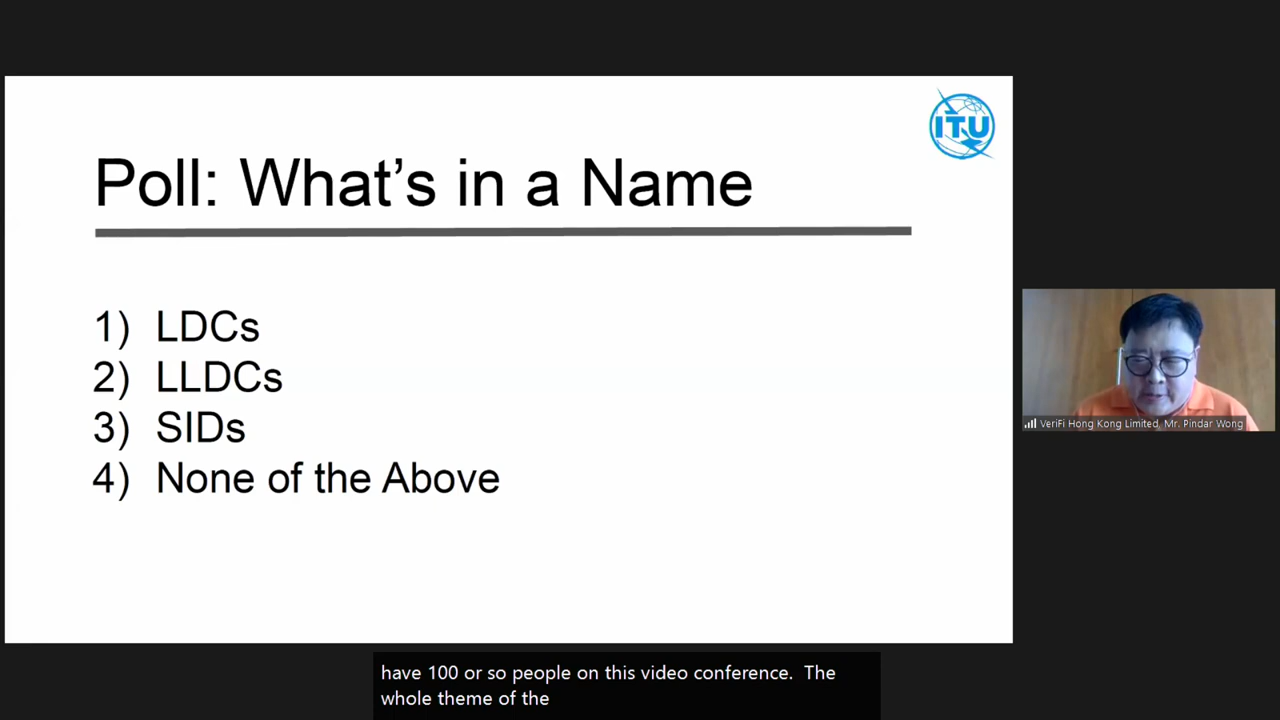 ITU
Poll: What's in a Name
1) LDCs
2) LLDCs
3) SIDs
4) None of the Above
VeriFi Hong Kong Limited, Mr. Pindar Wong
have 100 or so people on this video conference.  The
whole theme of the